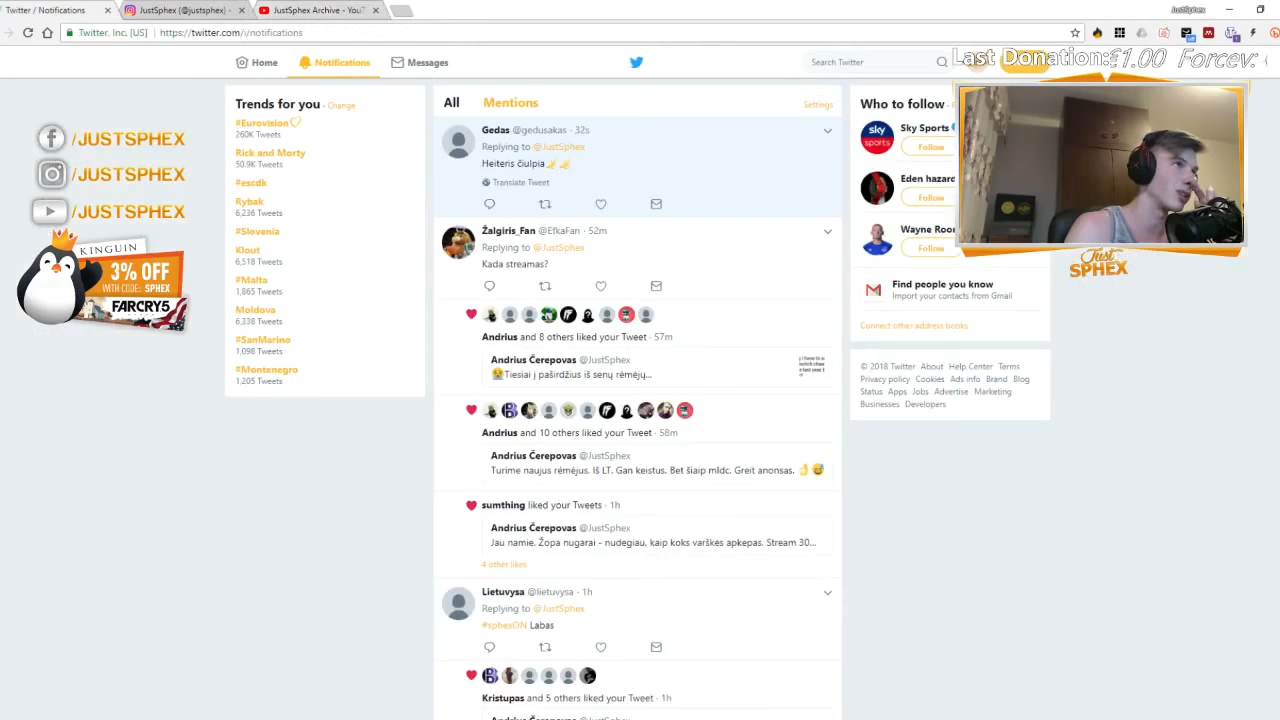 Twitter / Notifications
JustSphex (@justsphex) •
JustSphex Archive - You
JustSphex
Twitter, Inc. [US]
https://twitter.com/i/notifications
Home
Notifications
Messages
Search Twitter
Last Donation:
£1.00 Forcev:
/JUSTSPHEX
/JUSTSPHEX
/JUSTSPHEX
KINGUIN
3% OFF
WITH CODE: SPHEX
FARCRY5
Trends for you · Change
#Eurovision
260K Tweets
Rick and Morty
50.9K Tweets
#escdk
Rybak
6,236 Tweets
#Slovenia
Klout
6,518 Tweets
#Malta
1,865 Tweets
Moldova
6,338 Tweets
#SanMarino
1,098 Tweets
#Montenegro
1,205 Tweets
All
Mentions
Settings
Gedas @gedusakas · 32s
Replying to @JustSphex
Heiteris čiulpia
Translate Tweet
Žalgiris_Fan @EfkaFan · 52m
Replying to @JustSphex
Kada streamas?
Andrius and 8 others liked your Tweet · 57m
Andrius Čerepovas @JustSphex
Tiesiai į paširdžius iš senų rėmėjų...
Andrius and 10 others liked your Tweet · 58m
Andrius Čerepovas @JustSphex
Turime naujus rėmėjus. Iš LT. Gan keistus. Bet šiaip mldc. Greit anonsas.
sumthing liked your Tweets · 1h
Andrius Čerepovas @JustSphex
Jau namie. Žopa nugarai - nudegiau, kaip koks varškės apkepas. Stream 30...
4 other likes
Lietuvysa @lietuvysa · 1h
Replying to @JustSphex
#sphexON Labas
Kristupas and 5 others liked your Tweet · 1h
Andrius Čerepovas @JustSphex
Who to follow
Sky Sports
Follow
Eden hazard
Follow
Wayne Roon
Follow
Find people you know
Import your contacts from Gmail
Connect other address books
© 2018 Twitter About Help Center Terms
Privacy policy Cookies Ads info Brand Blog
Status Apps Jobs Advertise Marketing
Businesses Developers
Just
SPHEX